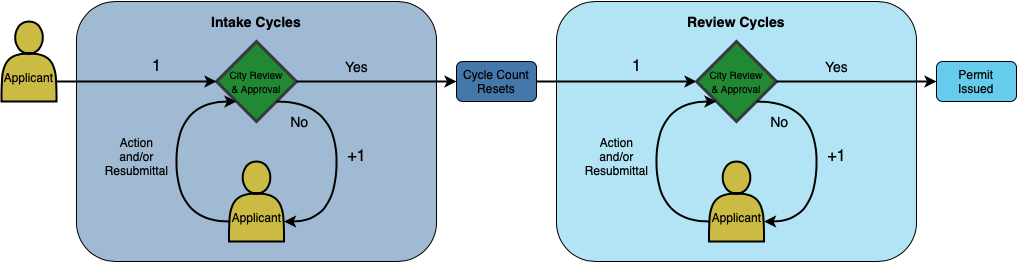 Intake Cycles
Review Cycles
Applicant
1
City Review
& Approval
Yes
No
+1
Action
and/or
Resubmittal
Applicant
Cycle Count
Resets
1
City Review
& Approval
Yes
No
+1
Action
and/or
Resubmittal
Applicant
Permit
Issued